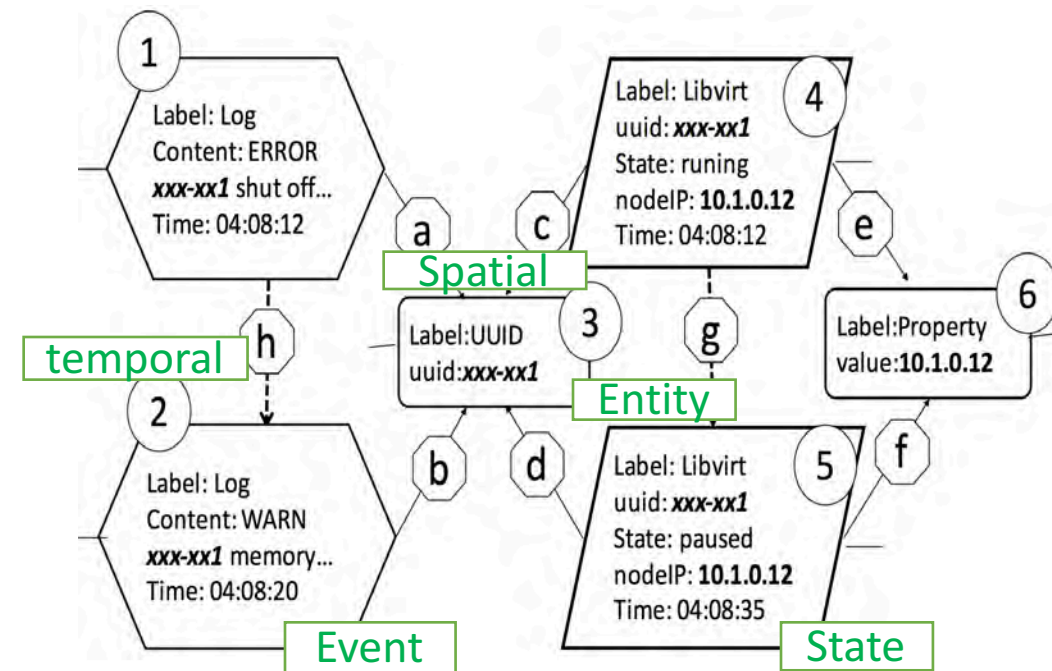 1
Label: Log
Content: ERROR
xxx-xx1 shut off...
Time: 04:08:12
4
Label: Libvirt
uuid: xxx-xx1
State: runing
nodeIP: 10.1.0.12
Time: 04:08:12
a
c
e
Spatial
h
temporal
3
Label:UUID
uuid:xxx-xx1
g
Entity
6
Label:Property
value:10.1.0.12
2
Label: Log
Content: WARN
xxx-xx1 memory...
Time: 04:08:20
Event
b
d
f
5
Label: Libvirt
uuid: xxx-xx1
State: paused
nodeIP: 10.1.0.12
Time: 04:08:35
State